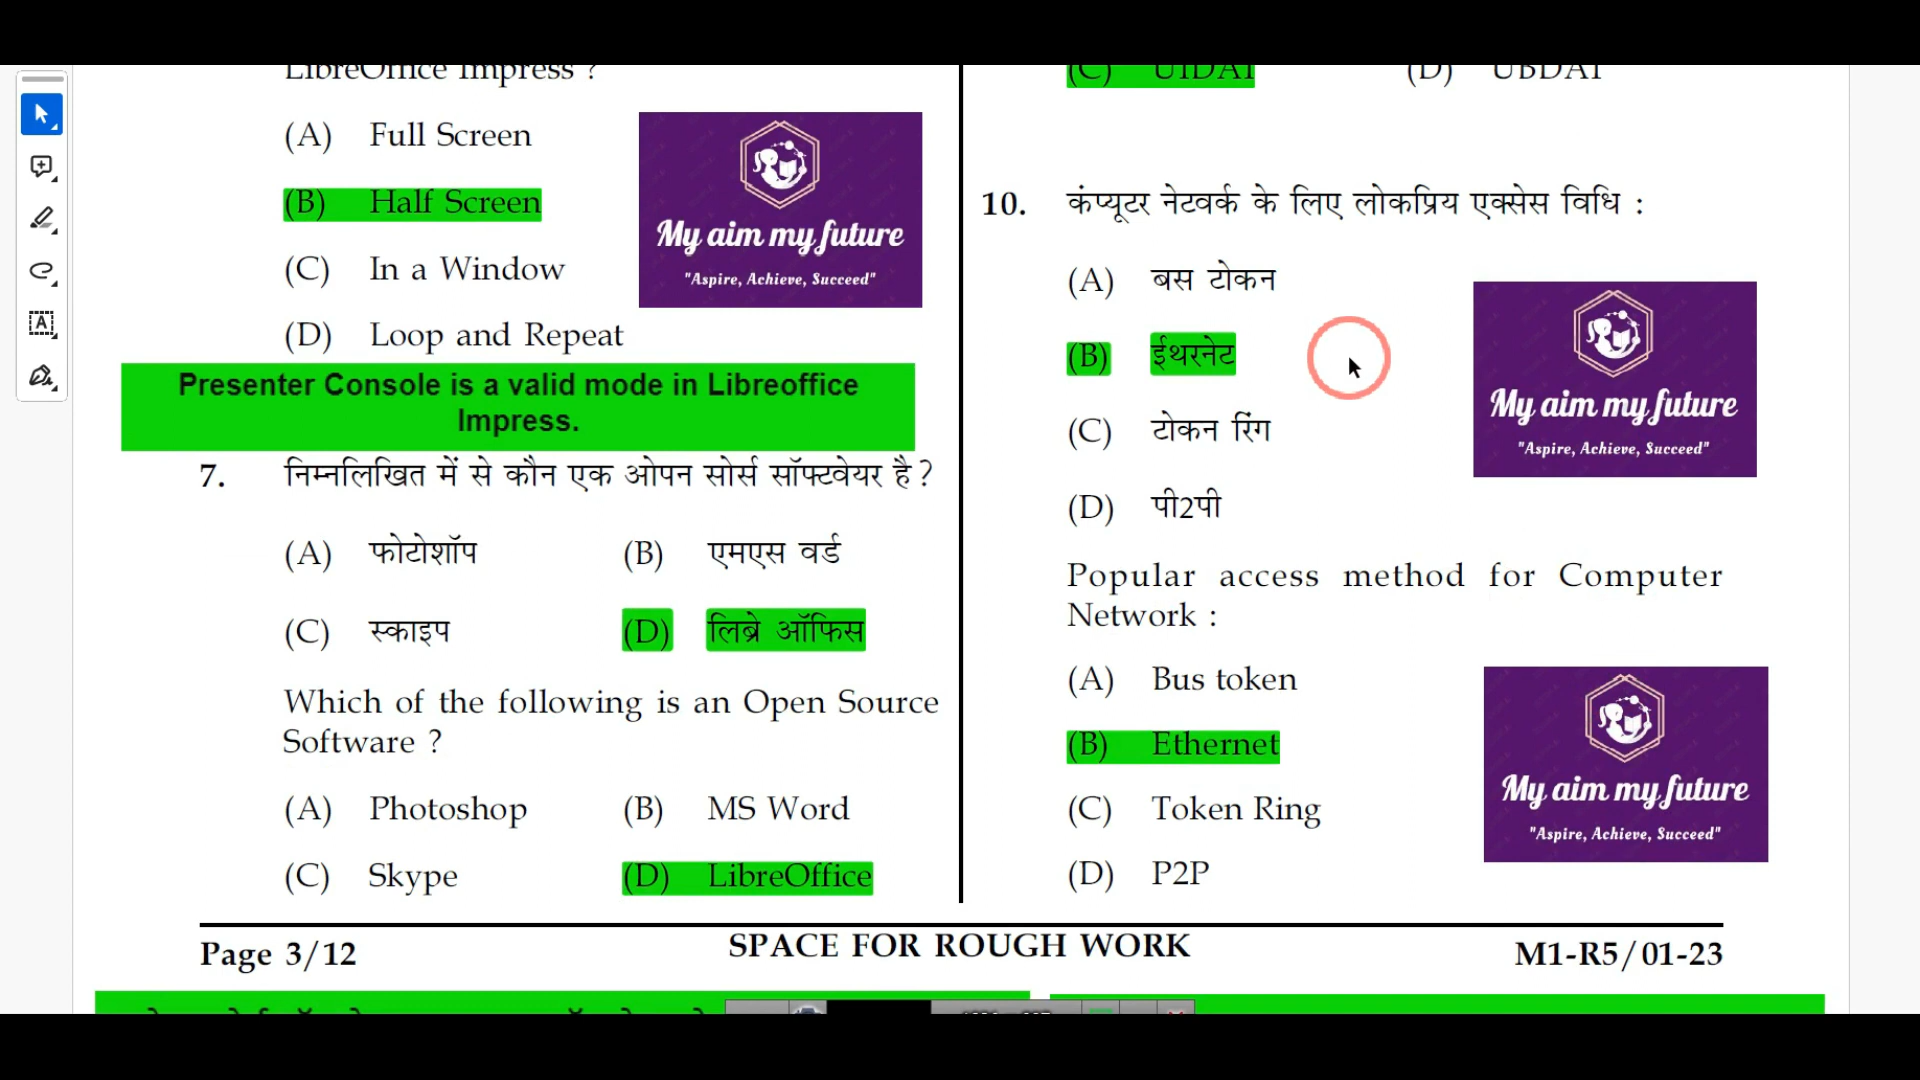 LibreOffice Impress ?
(A) Full Screen
(B) Half Screen
(C) In a Window
(D) Loop and Repeat
My aim my future
"Aspire, Achieve, Succeed"
Presenter Console is a valid mode in Libreoffice
Impress.
7. निम्नलिखित में से कौन एक ओपन सोर्स सॉफ्टवेयर है ?
(A) फोटोशॉप (B) एमएस वर्ड
(C) स्काइप (D) लिब्रे ऑफिस
Which of the following is an Open Source
Software ?
(A) Photoshop (B) MS Word
(C) Skype (D) LibreOffice
(C) UIDAI (D) UBDAI
10. कंप्यूटर नेटवर्क के लिए लोकप्रिय एक्सेस विधि :
(A) बस टोकन
(B) ईथरनेट
(C) टोकन रिंग
(D) पी2पी
My aim my future
"Aspire, Achieve, Succeed"
Popular access method for Computer
Network :
(A) Bus token
(B) Ethernet
(C) Token Ring
(D) P2P
My aim my future
"Aspire, Achieve, Succeed"
Page 3/12 SPACE FOR ROUGH WORK M1-R5/01-23